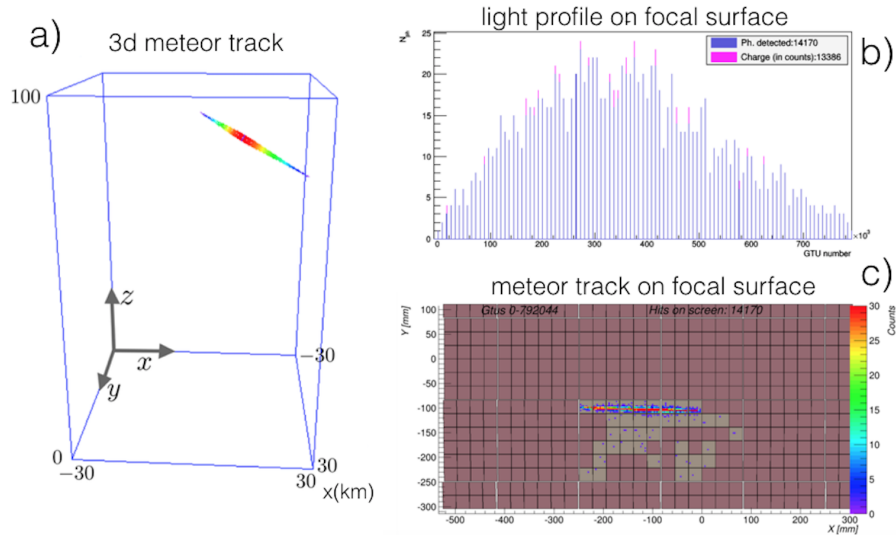 a)
3d meteor track
100
z
x
y
-30
0
-30
30
30
x(km)
light profile on focal surface
b)
N_ph
Ph. detected:14170
Charge (in counts):13386
25
20
15
10
5
0
0 100 200 300 400 500 600 700
×10³
GTU number
c)
meteor track on focal surface
Y [mm]
Gtus 0-792044 Hits on screen: 14170
Counts
100
50
0
-50
-100
-150
-200
-250
-300
30
25
20
15
10
5
0
-500 -400 -300 -200 -100 0 100 200 300
X [mm]